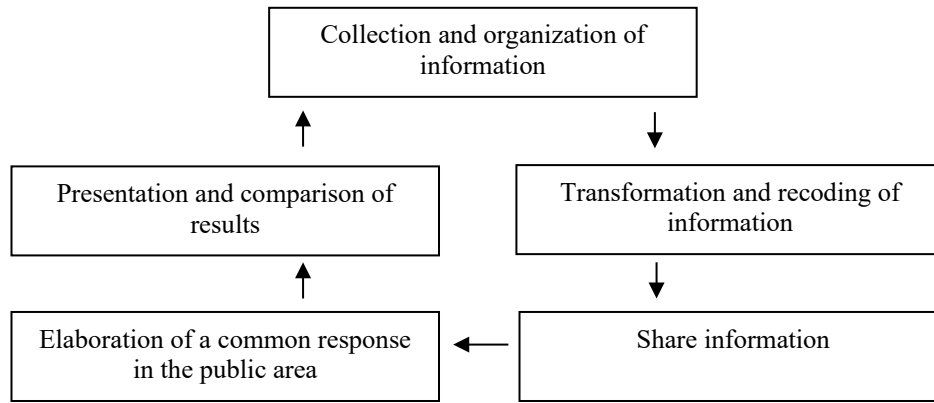 Collection and organization of
information
Presentation and comparison of
results
Transformation and recoding of
information
Elaboration of a common response
in the public area
Share information